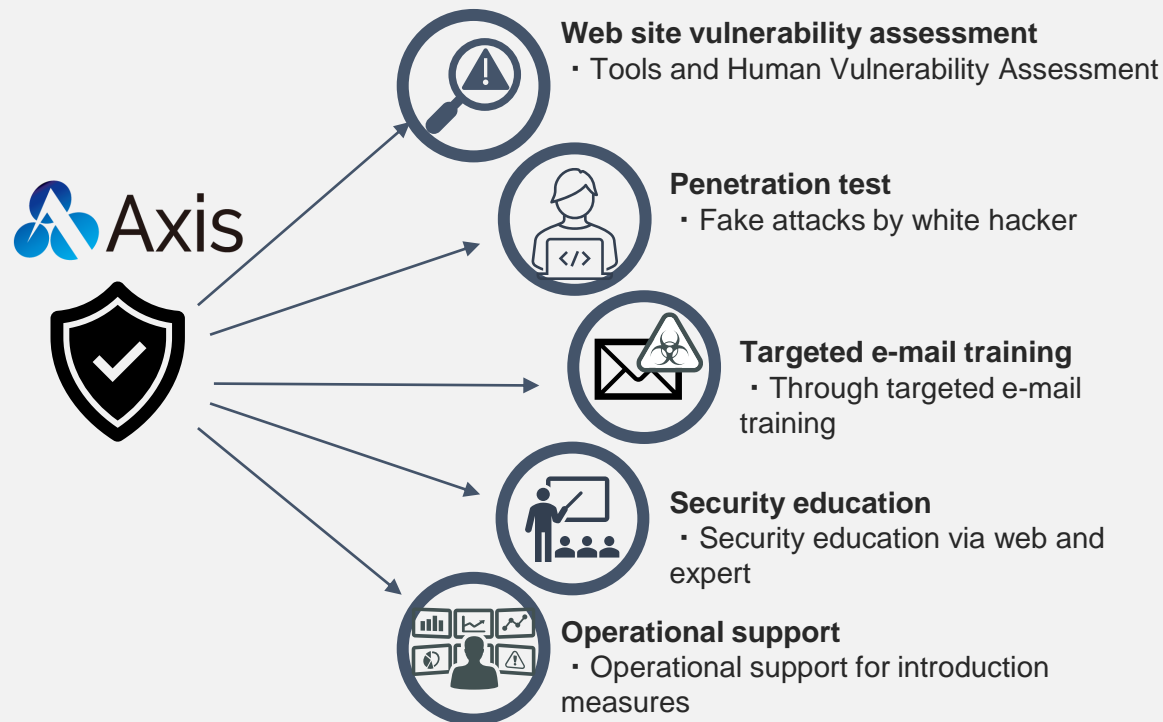 Web site vulnerability assessment
・Tools and Human Vulnerability Assessment
Axis
Penetration test
・Fake attacks by white hacker
</>
Targeted e-mail training
・Through targeted e-mail
training
Security education
・Security education via web and
expert
Operational support
・Operational support for introduction
measures